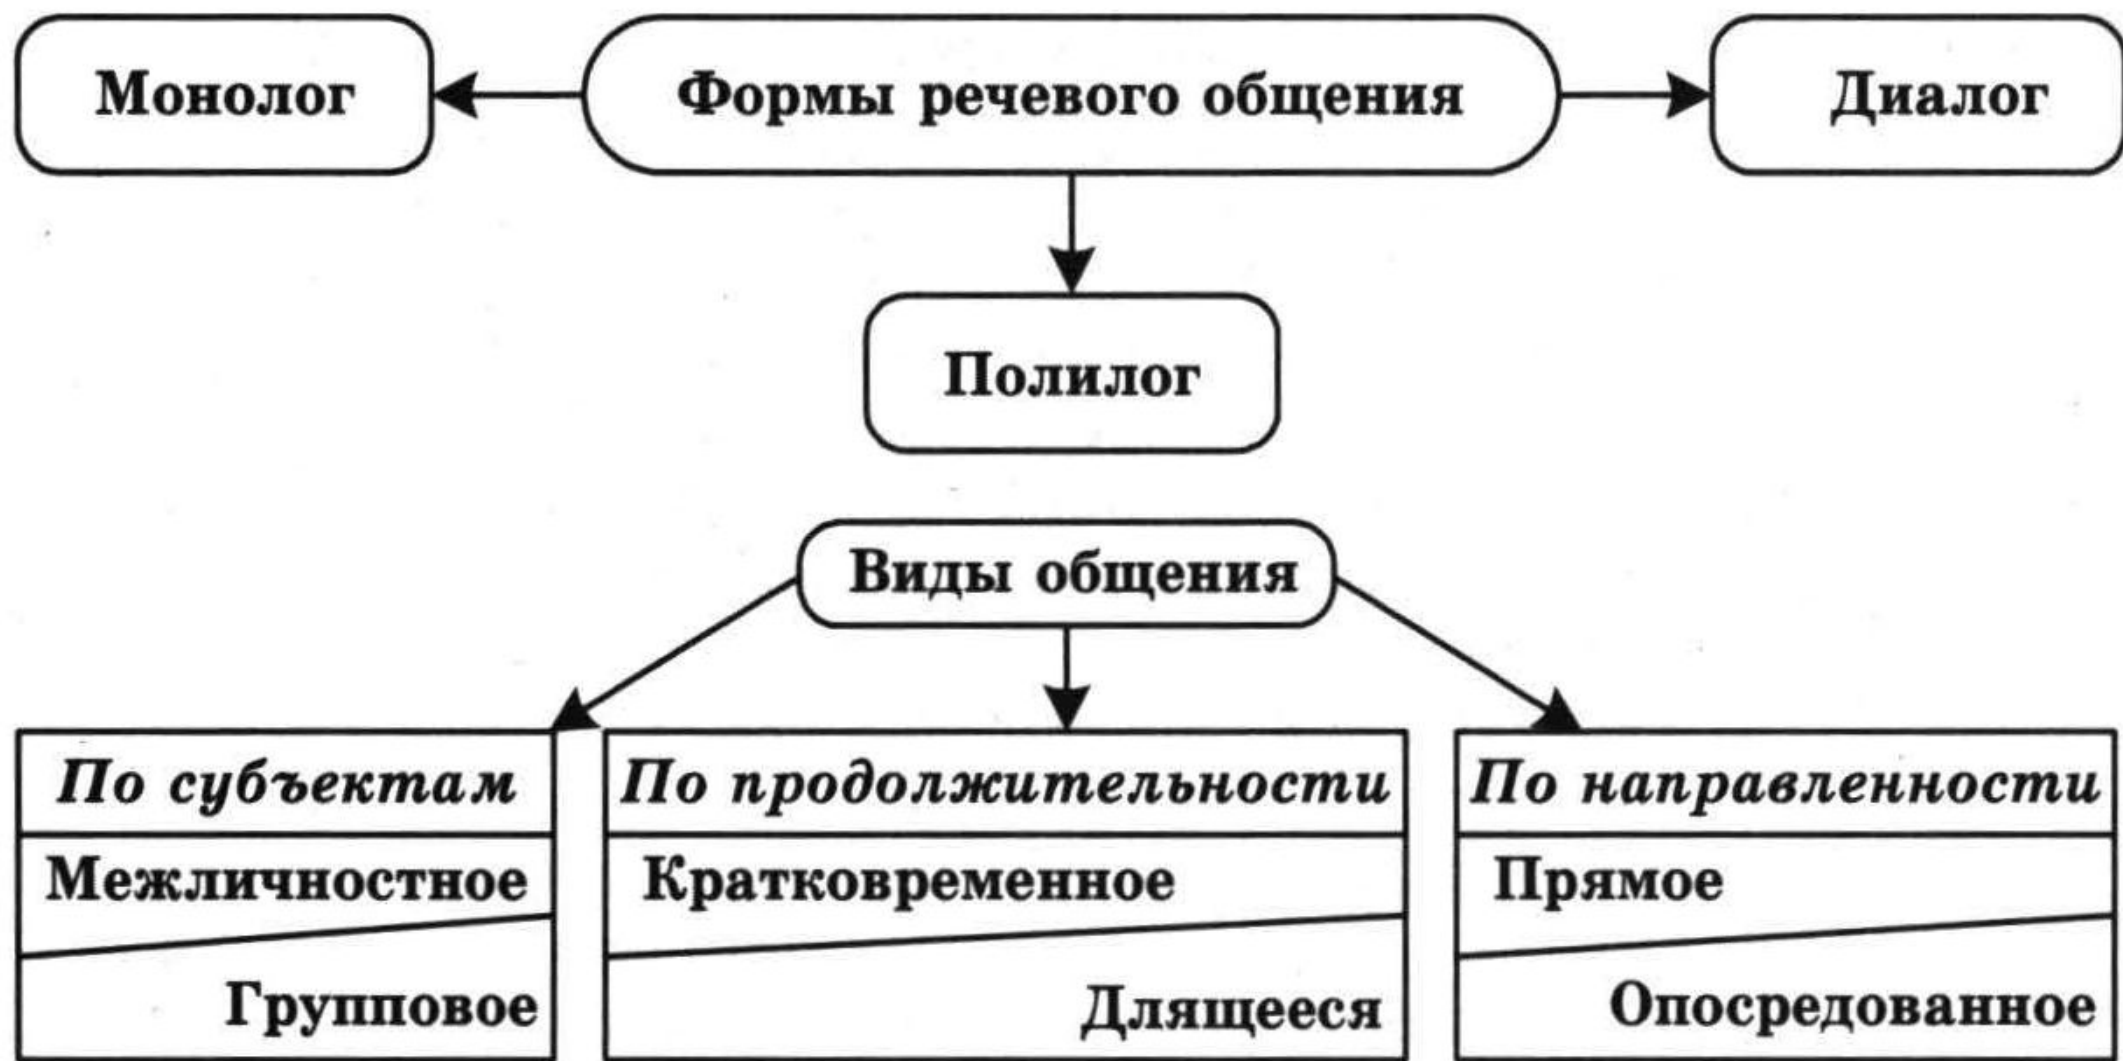 Монолог
Формы речевого общения
Диалог
Полилог
Виды общения
По субъектам
По продолжительности
По направленности
Межличностное
Кратковременное
Прямое
Групповое
Длящееся
Опосредованное